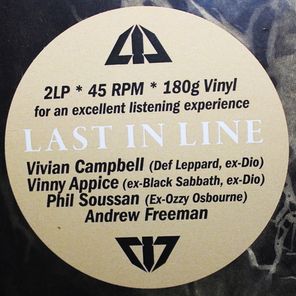 2LP * 45 RPM * 180g Vinyl
for an excellent listening experience
LAST IN LINE
Vivian Campbell (Def Leppard, ex-Dio)
Vinny Appice (ex-Black Sabbath, ex-Dio)
Phil Soussan (Ex-Ozzy Osbourne)
Andrew Freeman